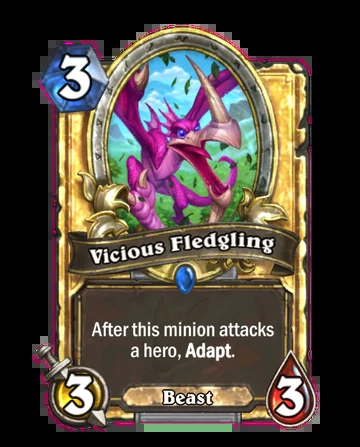 3
Vicious Fledgling
After this minion attacks
a hero, Adapt.
3
Beast
3